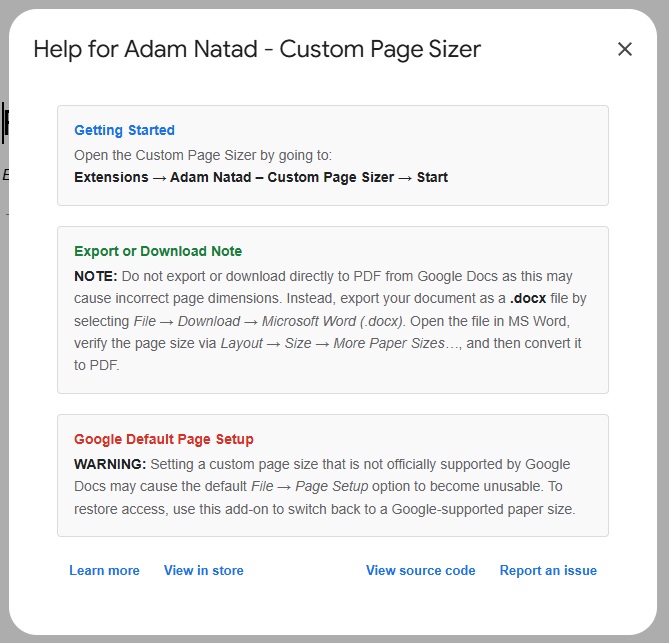 Help for Adam Natad - Custom Page Sizer
Getting Started
Open the Custom Page Sizer by going to:
Extensions → Adam Natad – Custom Page Sizer → Start
Export or Download Note
NOTE: Do not export or download directly to PDF from Google Docs as this may
cause incorrect page dimensions. Instead, export your document as a .docx file by
selecting File → Download → Microsoft Word (.docx). Open the file in MS Word,
verify the page size via Layout → Size → More Paper Sizes…, and then convert it
to PDF.
Google Default Page Setup
WARNING: Setting a custom page size that is not officially supported by Google
Docs may cause the default File → Page Setup option to become unusable. To
restore access, use this add-on to switch back to a Google-supported paper size.
Learn more View in store View source code Report an issue